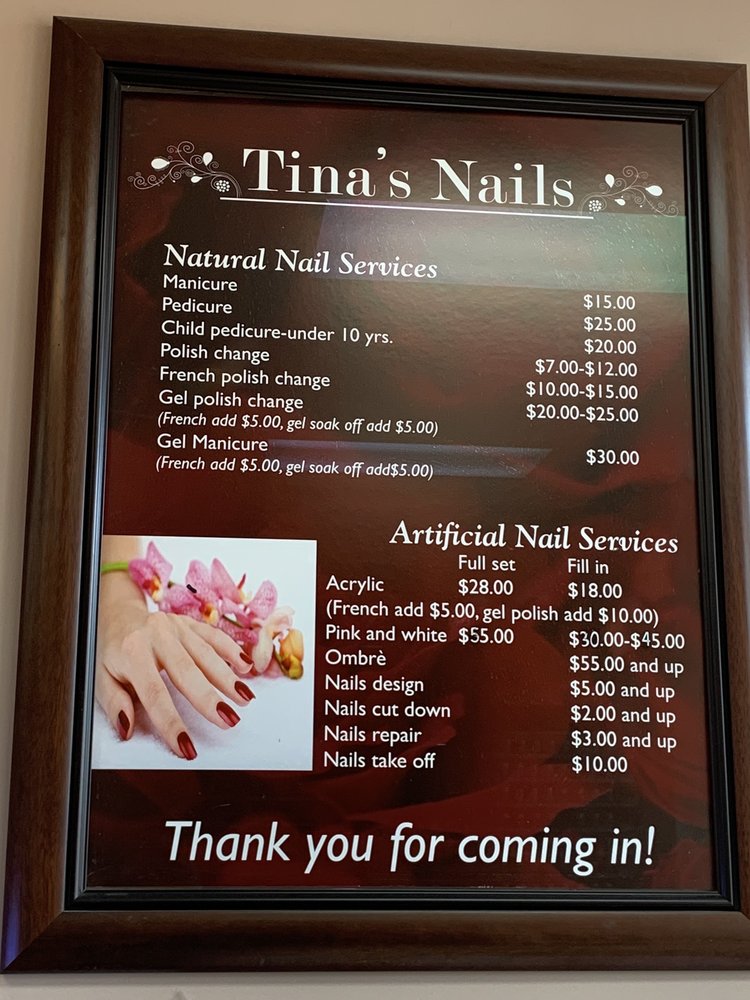 Tina's Nails
Natural Nail Services
Manicure $15.00
Pedicure $25.00
Child pedicure-under 10 yrs. $20.00
Polish change $7.00-$12.00
French polish change $10.00-$15.00
Gel polish change $20.00-$25.00
(French add $5.00, gel soak off add $5.00)
Gel Manicure $30.00
(French add $5.00, gel soak off add$5.00)
Artificial Nail Services
Full set Fill in
Acrylic $28.00 $18.00
(French add $5.00, gel polish add $10.00)
Pink and white $55.00 $30.00-$45.00
Ombrè $55.00 and up
Nails design $5.00 and up
Nails cut down $2.00 and up
Nails repair $3.00 and up
Nails take off $10.00
Thank you for coming in!